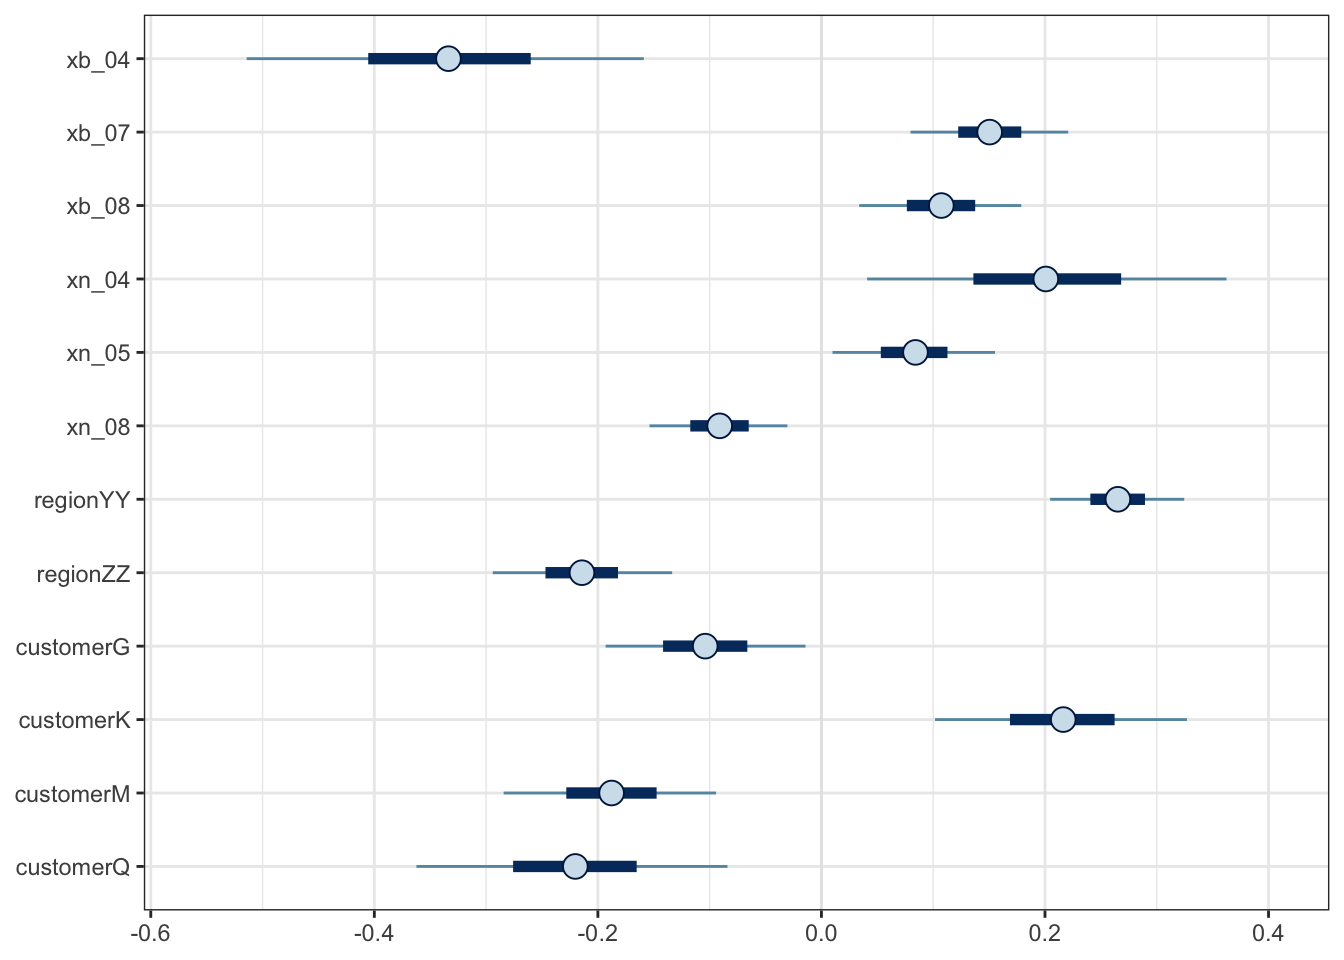 xb_04
xb_07
xb_08
xn_04
xn_05
xn_08
regionYY
regionZZ
customerG
customerK
customerM
customerQ
-0.6 -0.4 -0.2 0.0 0.2 0.4